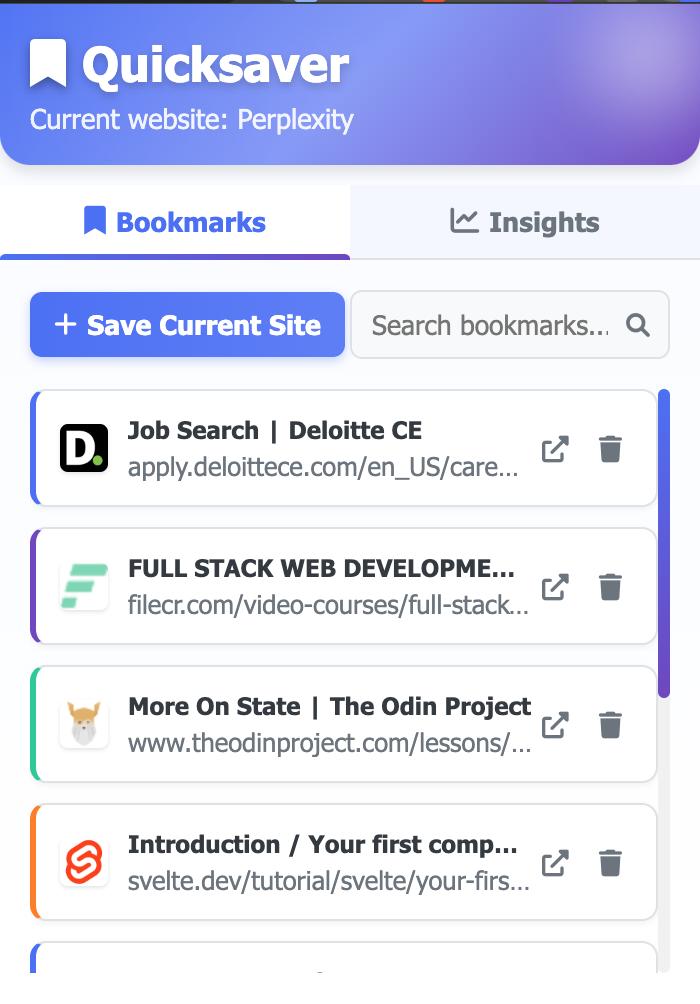 Quicksaver
Current website: Perplexity
Bookmarks
Insights
+ Save Current Site
Search bookmarks...
D.
Job Search | Deloitte CE
apply.deloittece.com/en_US/care...
FULL STACK WEB DEVELOPME...
filecr.com/video-courses/full-stack...
More On State | The Odin Project
www.theodinproject.com/lessons/...
Introduction / Your first comp...
svelte.dev/tutorial/svelte/your-firs...